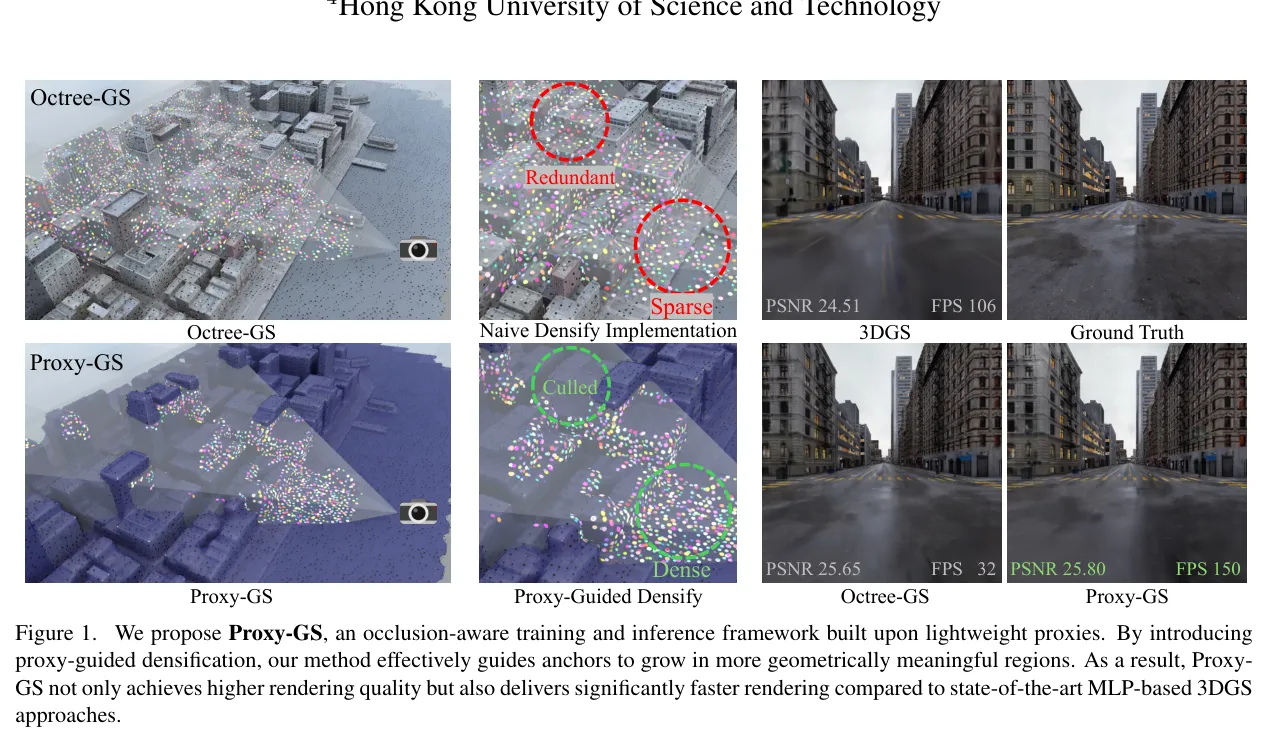 ⁴Hong Kong University of Science and Technology
Octree-GS
Redundant
Sparse
PSNR 24.51 FPS 106
Octree-GS
Naive Densify Implementation
3DGS
Ground Truth
Proxy-GS
Culled
Dense
PSNR 25.65 FPS 32
PSNR 25.80 FPS 150
Proxy-GS
Proxy-Guided Densify
Octree-GS
Proxy-GS
Figure 1. We propose Proxy-GS, an occlusion-aware training and inference framework built upon lightweight proxies. By introducing
proxy-guided densification, our method effectively guides anchors to grow in more geometrically meaningful regions. As a result, Proxy-
GS not only achieves higher rendering quality but also delivers significantly faster rendering compared to state-of-the-art MLP-based 3DGS
approaches.